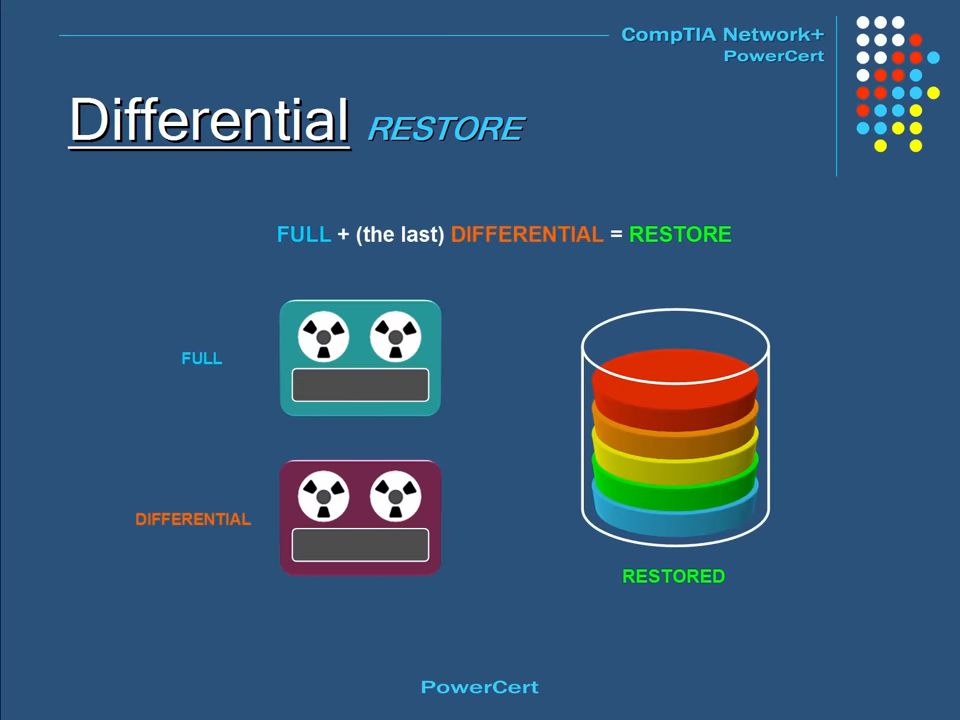 CompTIA Network+
PowerCert
Differential RESTORE
FULL + (the last) DIFFERENTIAL = RESTORE
FULL
DIFFERENTIAL
RESTORED
PowerCert